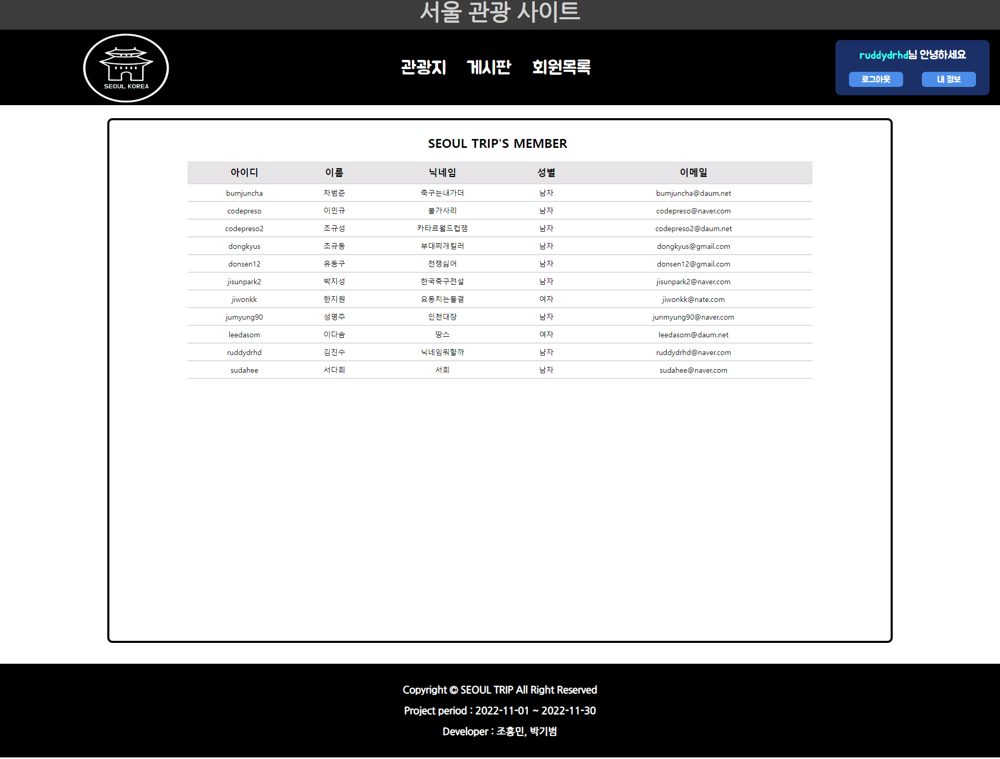 서울 관광 사이트
SEOUL KOREA
관광지 게시판 회원목록
ruddydrhd님 안녕하세요
로그아웃 내 정보
SEOUL TRIP'S MEMBER
아이디 이름 닉네임 성별 이메일
bumjuncha 차범준 축구는내가더 남자 bumjuncha@daum.net
codepreso 이민규 불가사리 남자 codepreso@naver.com
codepreso2 조규성 카타르월드컵잼 남자 codepreso2@daum.net
dongkyus 조규동 부대찌개킬러 남자 dongkyus@gmail.com
donsen12 유동구 전쟁싫어 남자 donsen12@gmail.com
jisunpark2 박지성 한국축구전설 남자 jisunpark2@naver.com
jiwonkk 한지원 요동치는물결 여자 jiwonkk@nate.com
jumyung90 성명주 인천대장 남자 junmyung90@naver.com
leedasom 이다솜 땅스 여자 leedasom@daum.net
ruddydrhd 김진수 닉네임뭐할까 남자 ruddydrhd@naver.com
sudahee 서다희 서희 남자 sudahee@naver.com
Copyright © SEOUL TRIP All Right Reserved
Project period : 2022-11-01 ~ 2022-11-30
Developer : 조홍민, 박기범